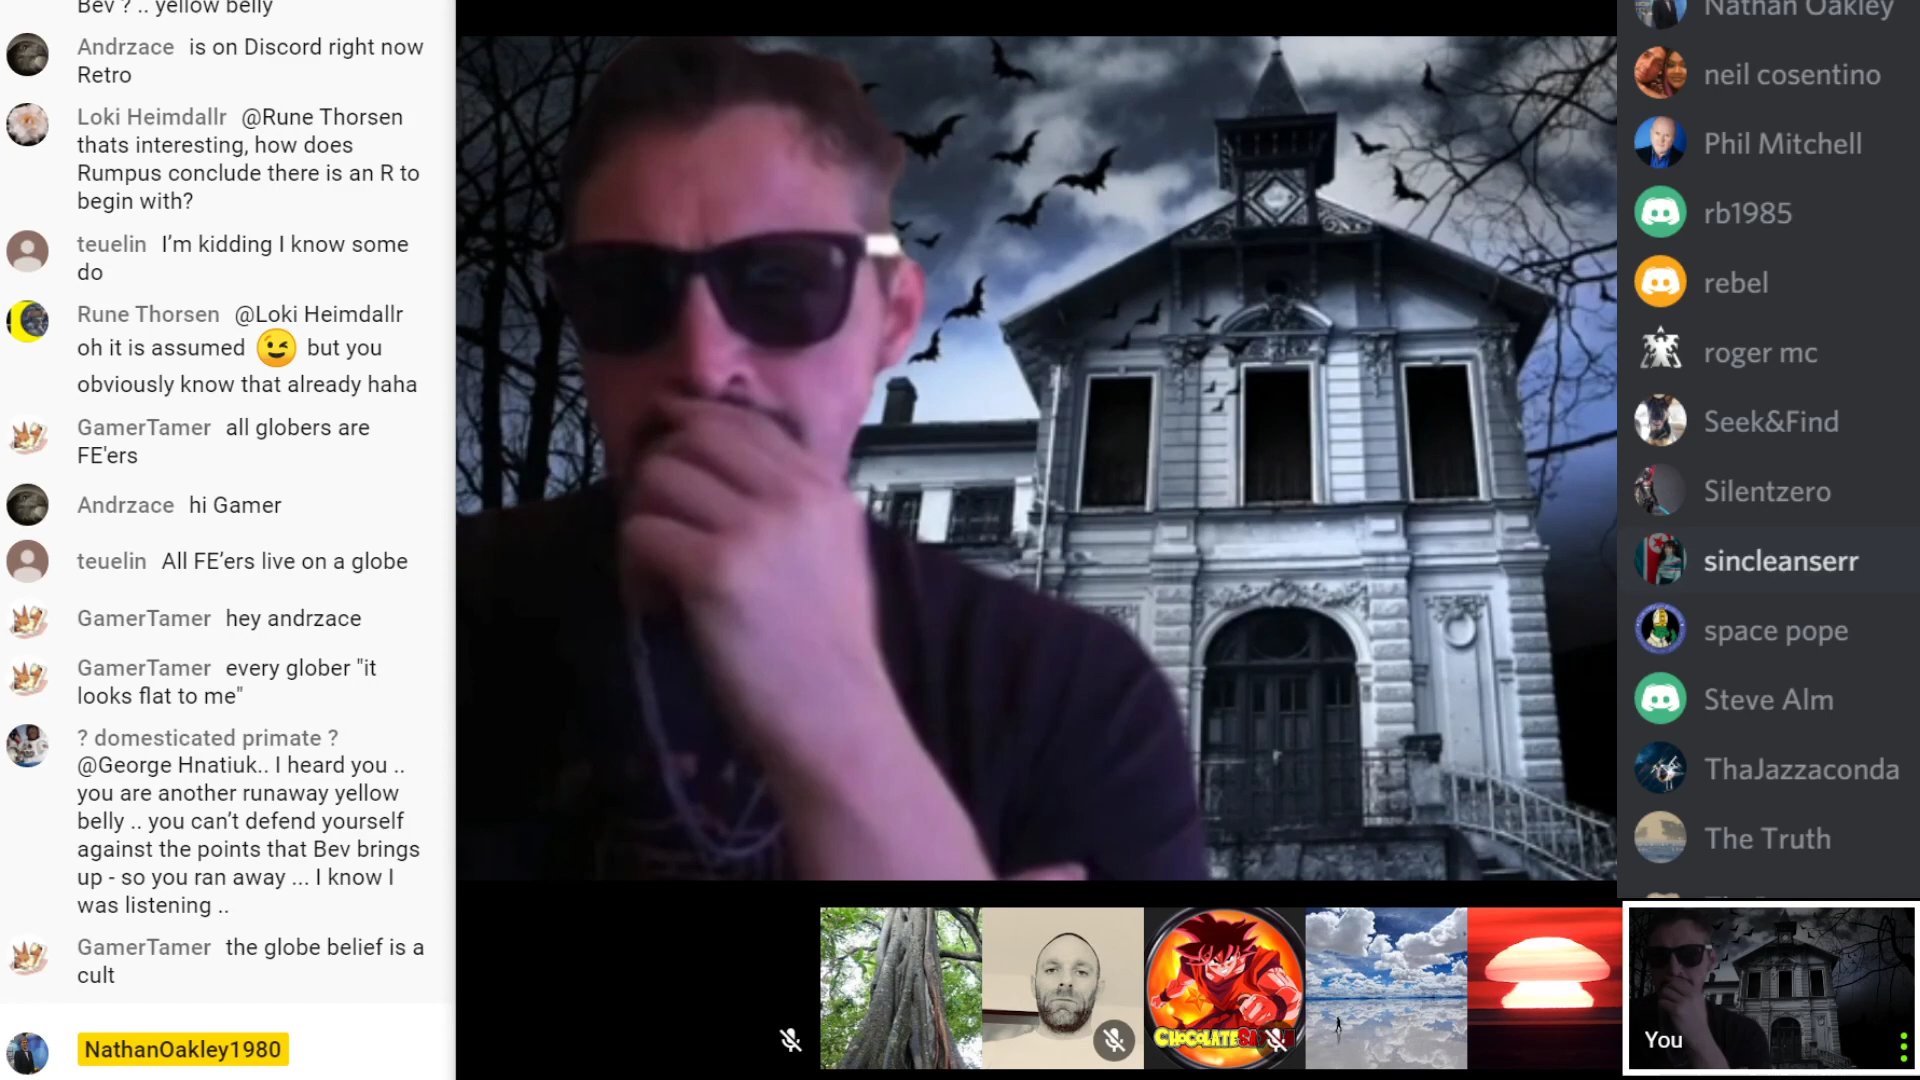 Bev ? .. yellow belly
Andrzace is on Discord right now
Retro
Loki Heimdallr @Rune Thorsen
thats interesting, how does
Rumpus conclude there is an R to
begin with?
teuelin I’m kidding I know some
do
Rune Thorsen @Loki Heimdallr
oh it is assumed 😉 but you
obviously know that already haha
GamerTamer all globers are
FE'ers
Andrzace hi Gamer
teuelin All FE’ers live on a globe
GamerTamer hey andrzace
GamerTamer every glober "it
looks flat to me"
? domesticated primate ?
@George Hnatiuk.. I heard you ..
you are another runaway yellow
belly .. you can’t defend yourself
against the points that Bev brings
up - so you ran away ... I know I
was listening ..
GamerTamer the globe belief is a
cult
NathanOakley1980
Nathan Oakley
neil cosentino
Phil Mitchell
rb1985
rebel
roger mc
Seek&Find
Silentzero
sincleanserr
space pope
Steve Alm
ThaJazzaconda
The Truth
You